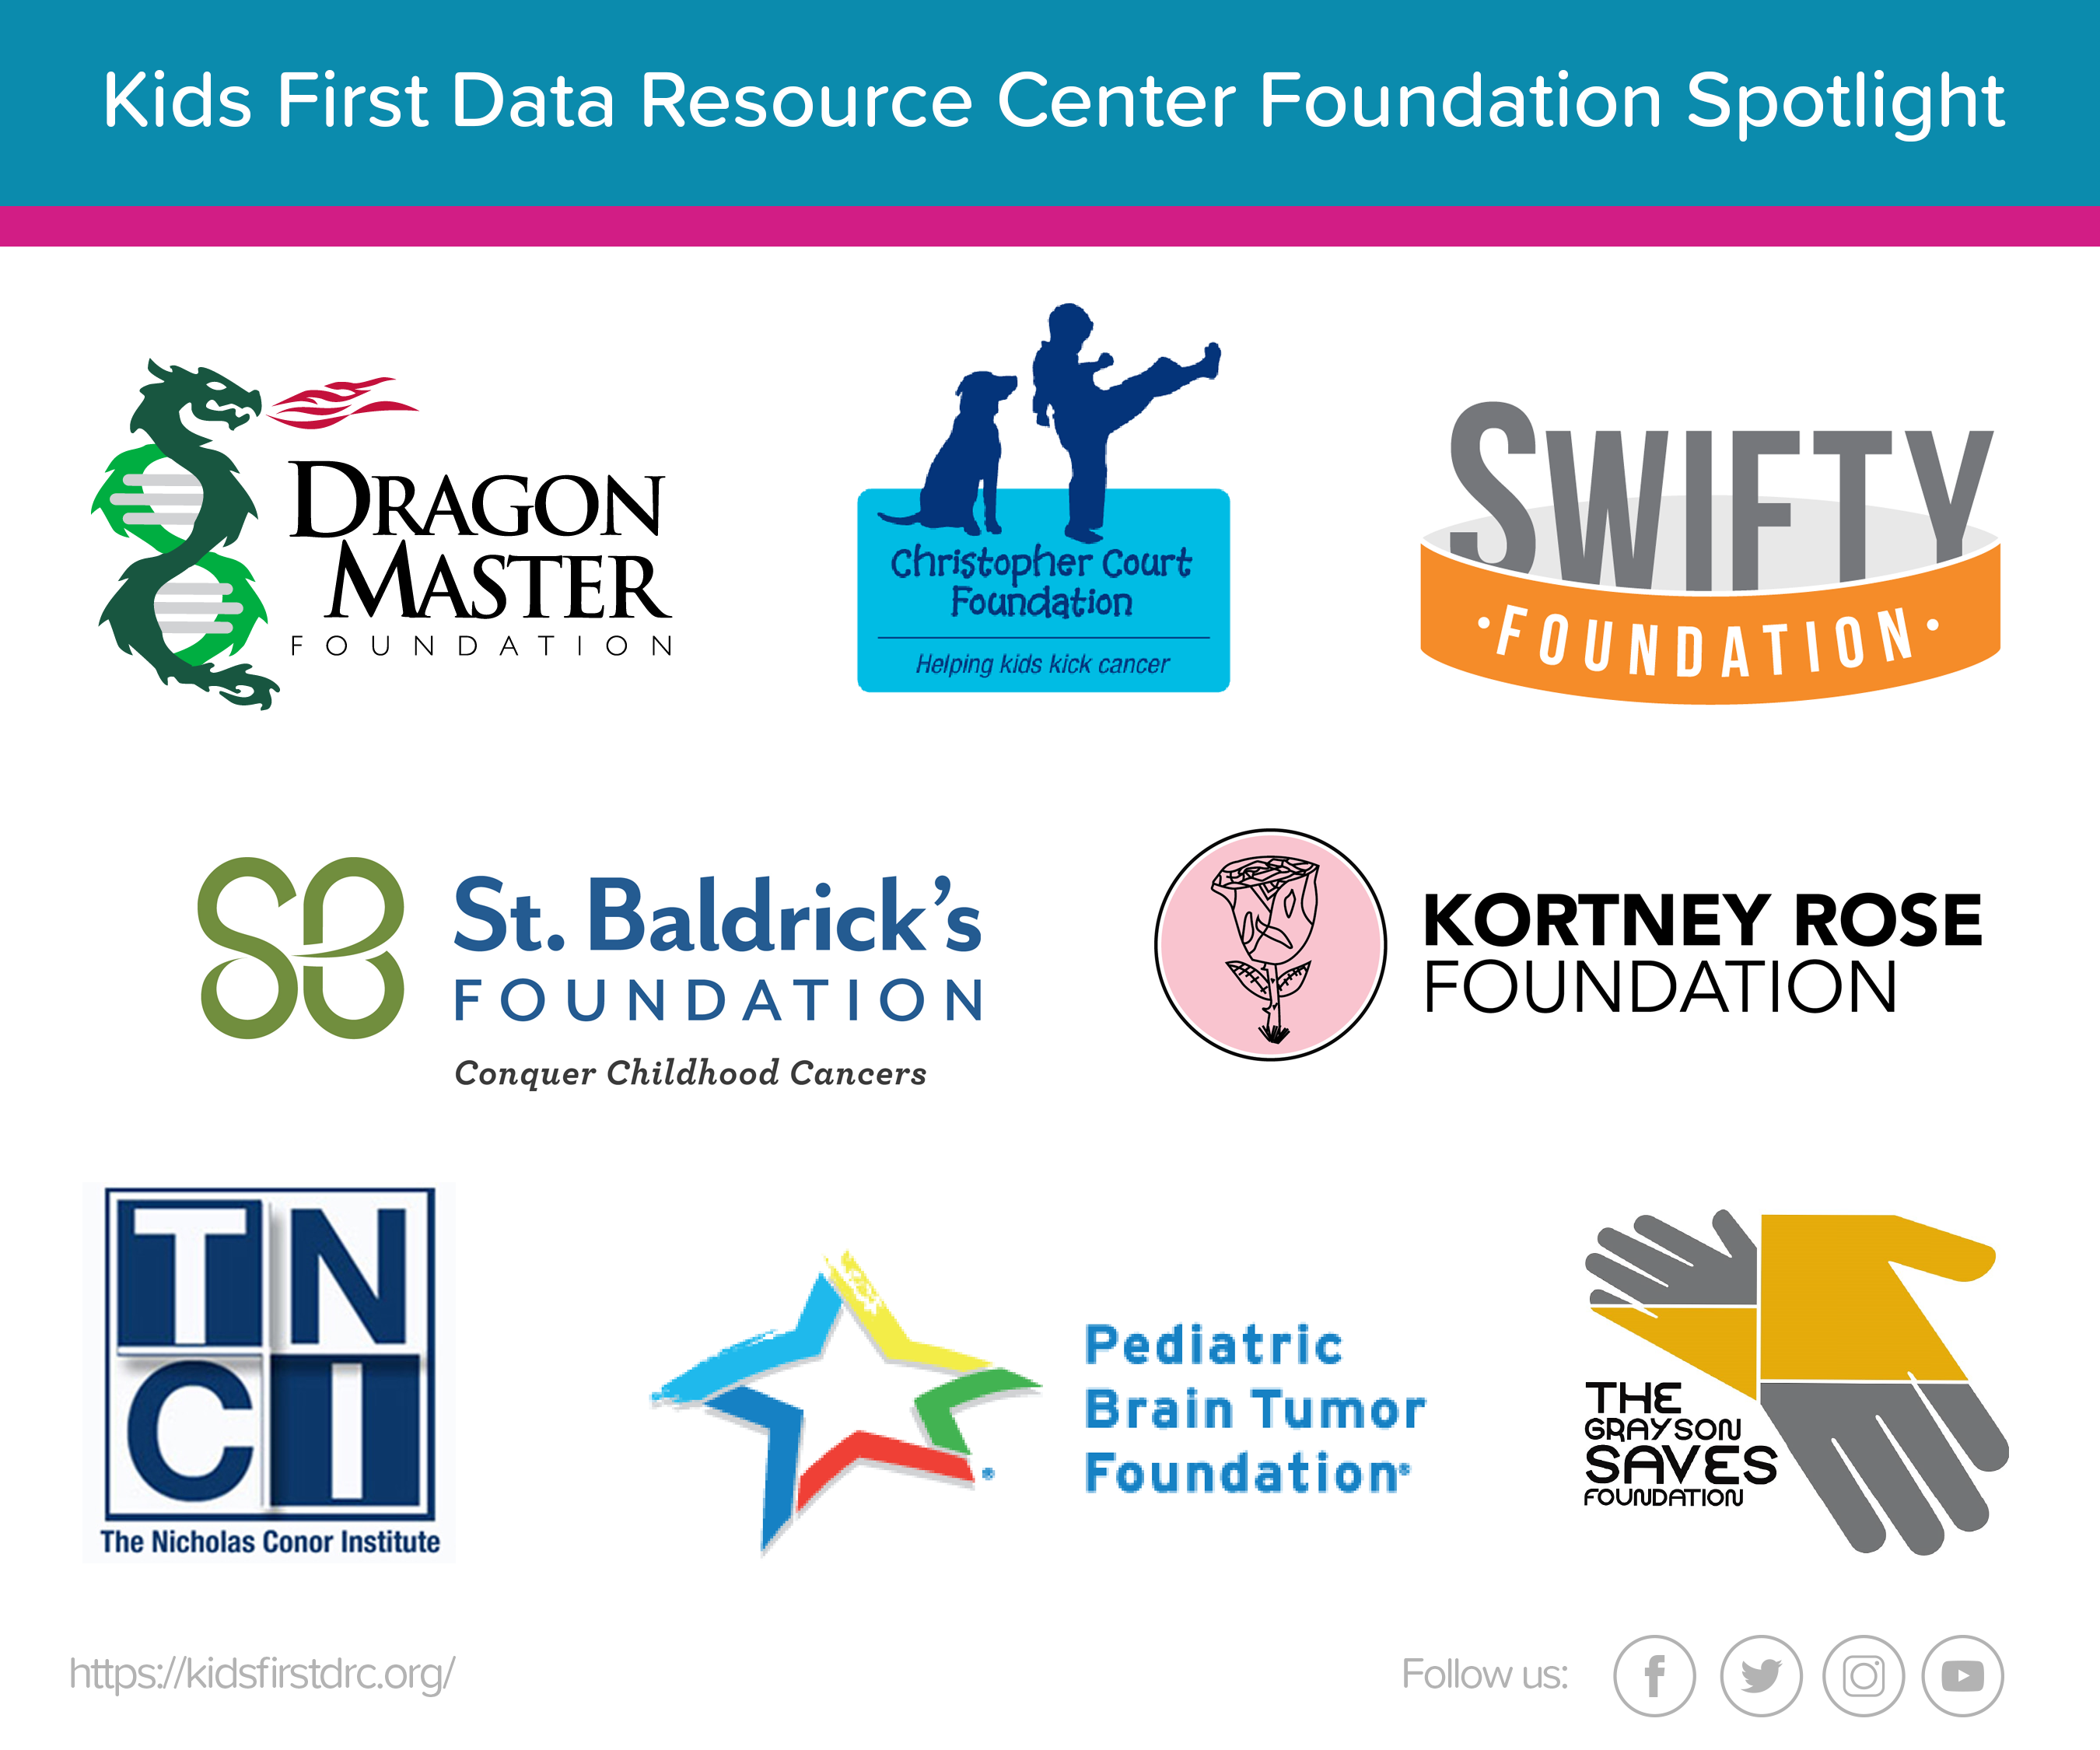 Kids First Data Resource Center Foundation Spotlight
DRAGON
MASTER
FOUNDATION
Christopher Court
Foundation
Helping kids kick cancer
SWIFTY
•FOUNDATION•
SB
St. Baldrick's
FOUNDATION
Conquer Childhood Cancers
KORTNEY ROSE
FOUNDATION
TN
CI
The Nicholas Conor Institute
Pediatric
Brain Tumor
Foundation®
THE
GRAYSON
SAVES
FOUNDATION
https://kidsfirstdrc.org/
Follow us: